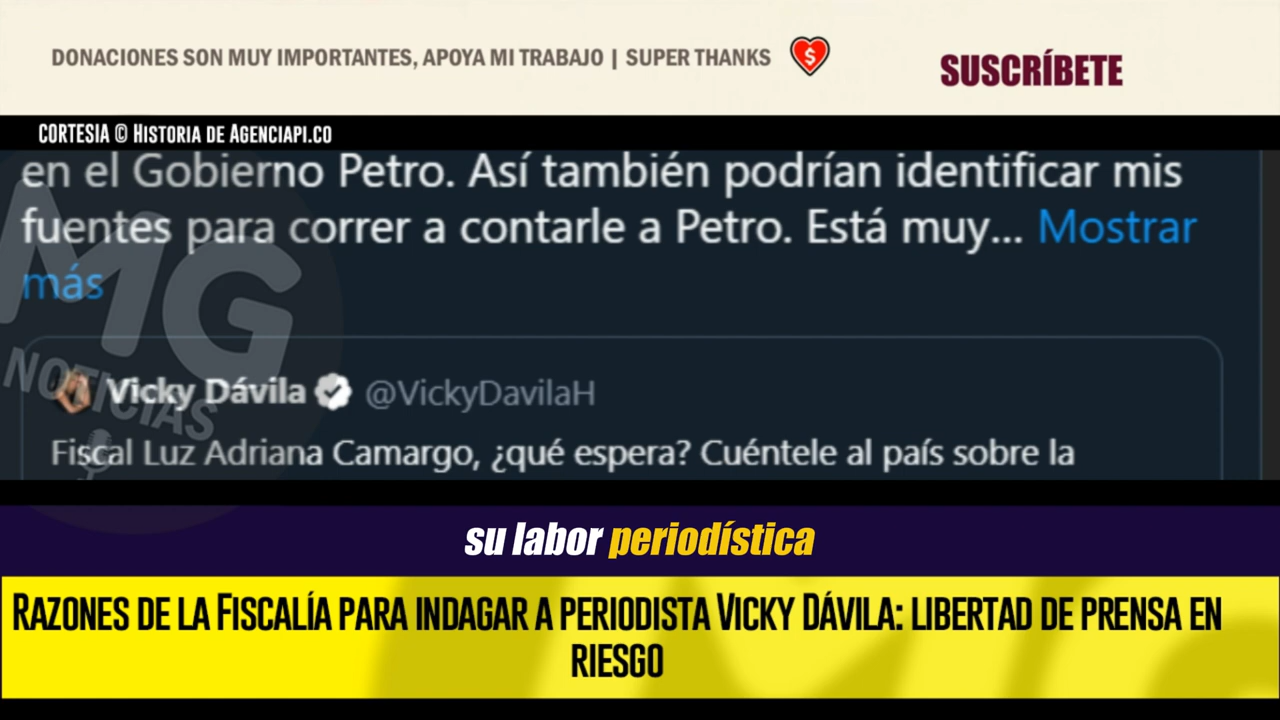 DONACIONES SON MUY IMPORTANTES, APOYA MI TRABAJO | SUPER THANKS
SUSCRÍBETE
CORTESIA © HISTORIA DE AGENCIAPI.CO
en el Gobierno Petro. Así también podrían identificar mis
fuentes para correr a contarle a Petro. Está muy... Mostrar
más
MG
NOTICIAS
Vicky Dávila @VickyDavilaH
Fiscal Luz Adriana Camargo, ¿qué espera? Cuéntele al país sobre la
su labor periodística
RAZONES DE LA FISCALÍA PARA INDAGAR A PERIODISTA VICKY DÁVILA: LIBERTAD DE PRENSA EN
RIESGO